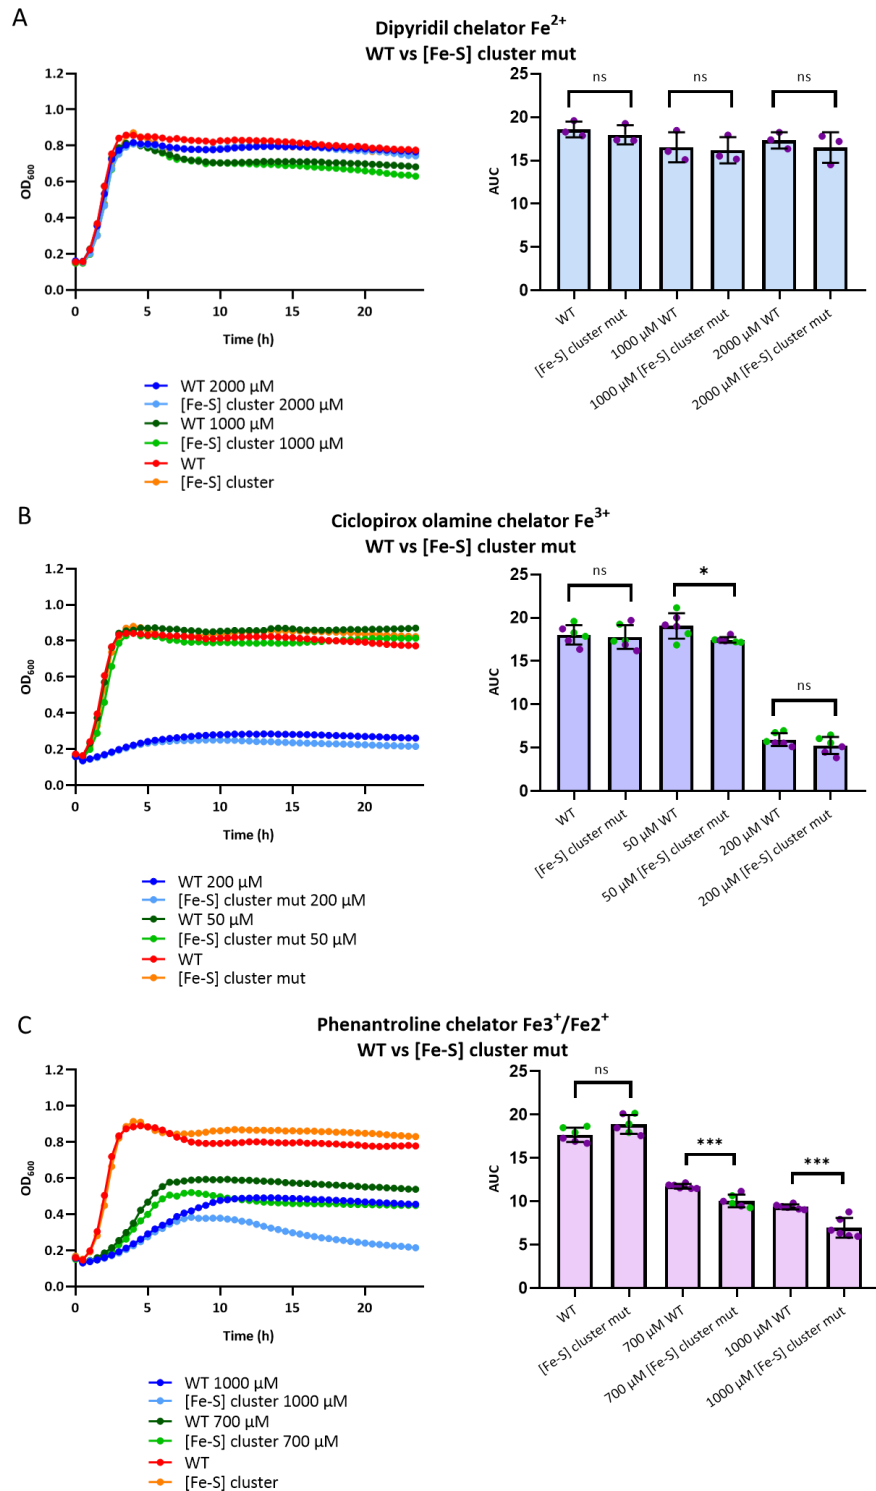 A
Dipyridil chelator Fe2+
WT vs [Fe-S] cluster mut
1.2
1.0
0.8
0.6
0.4
0.2
0.0
OD600
0
5
10
15
20
Time (h)
WT 2000 µM
[Fe-S] cluster 2000 µM
WT 1000 µM
[Fe-S] cluster 1000 µM
WT
[Fe-S] cluster
25
20
15
10
5
0
AUC
ns
ns
ns
WT
[Fe-S] cluster mut
1000 µM WT
1000 µM [Fe-S] cluster mut
2000 µM WT
2000 µM [Fe-S] cluster mut
B
Ciclopirox olamine chelator Fe3+
WT vs [Fe-S] cluster mut
1.2
1.0
0.8
0.6
0.4
0.2
0.0
OD600
0
5
10
15
20
Time (h)
WT 200 µM
[Fe-S] cluster mut 200 µM
WT 50 µM
[Fe-S] cluster mut 50 µM
WT
[Fe-S] cluster mut
25
20
15
10
5
0
AUC
ns
*
ns
WT
[Fe-S] cluster mut
50 µM WT
50 µM [Fe-S] cluster mut
200 µM WT
200 µM [Fe-S] cluster mut
C
Phenantroline chelator Fe3+/Fe2+
WT vs [Fe-S] cluster mut
1.2
1.0
0.8
0.6
0.4
0.2
0.0
OD600
0
5
10
15
20
Time (h)
WT 1000 µM
[Fe-S] cluster 1000 µM
WT 700 µM
[Fe-S] cluster 700 µM
WT
[Fe-S] cluster
25
20
15
10
5
0
AUC
ns
***
***
WT
[Fe-S] cluster mut
700 µM WT
700 µM [Fe-S] cluster mut
1000 µM WT
1000 µM [Fe-S] cluster mut